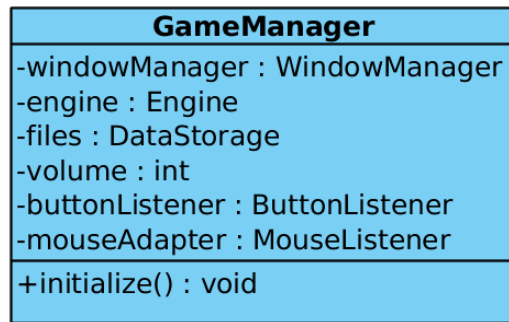 GameManager
-windowManager : WindowManager
-engine : Engine
-files : DataStorage
-volume : int
-buttonListener : ButtonListener
-mouseAdapter : MouseListener
+initialize() : void